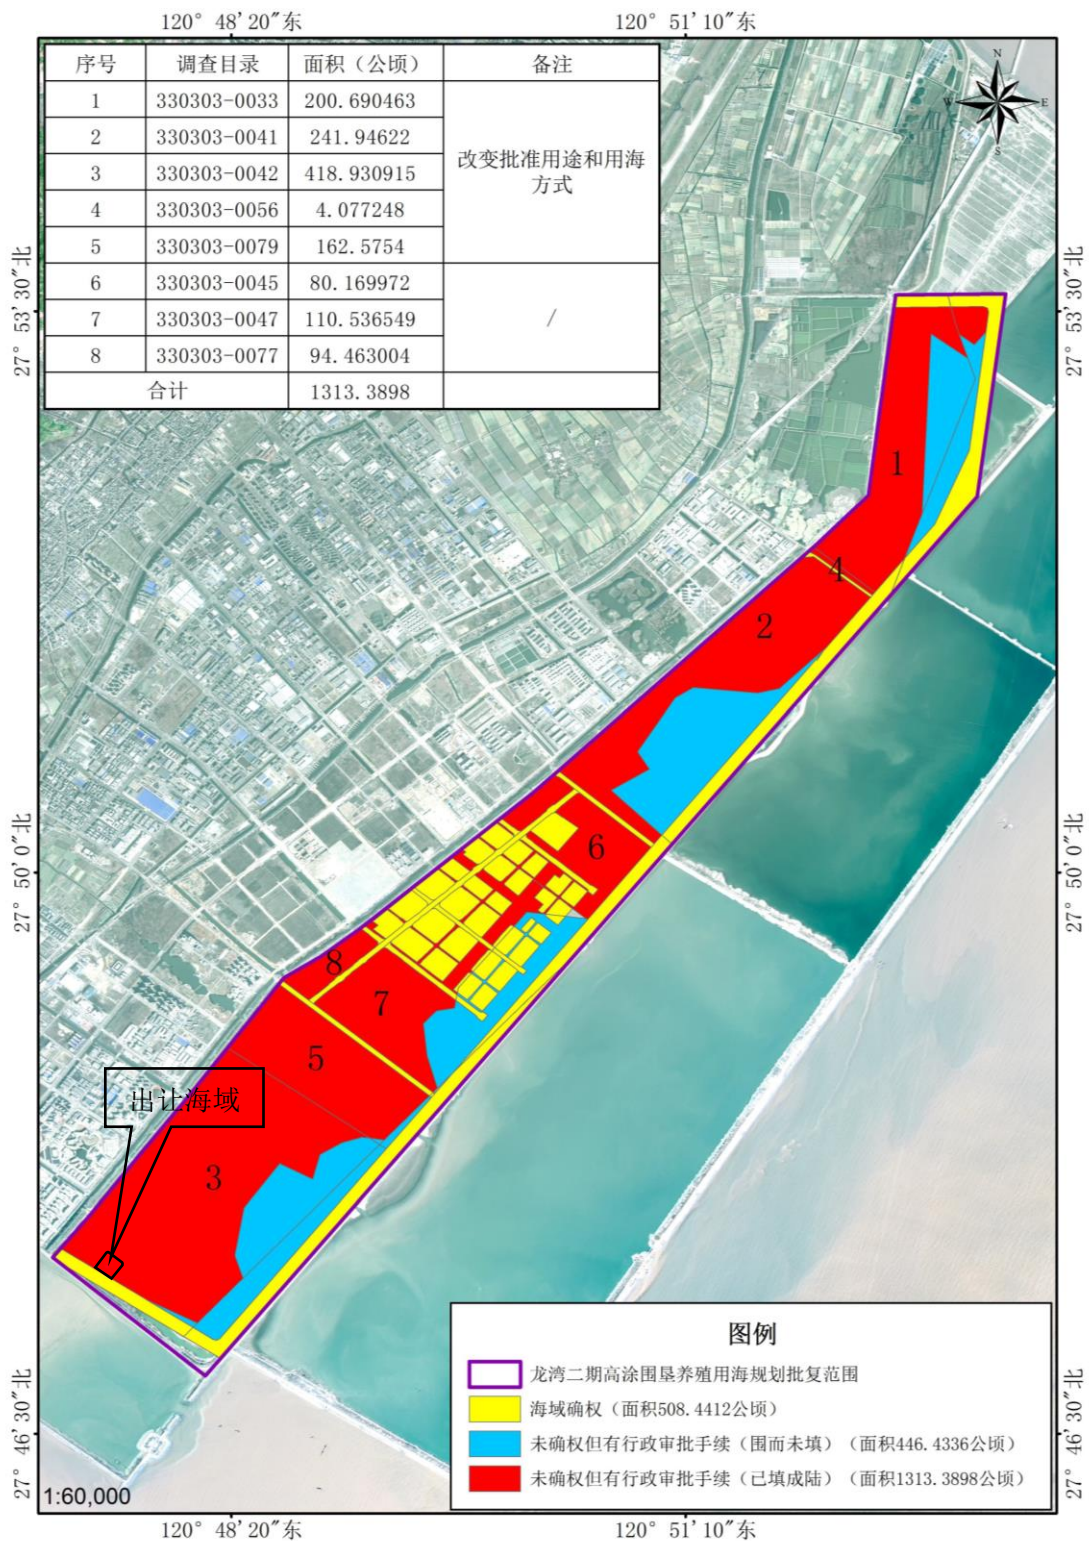 120° 48′20″东
120° 51′10″东
序号 调查目录 面积（公顷） 备注
1 330303-0033 200.690463
2 330303-0041 241.94622
3 330303-0042 418.930915
4 330303-0056 4.077248
5 330303-0079 162.5754
改变批准用途和用海
方式
6 330303-0045 80.169972
7 330303-0047 110.536549
8 330303-0077 94.463004
/
合计 1313.3898
N
W
E
S
27° 53′30″北
27° 53′30″北
1
4
2
27° 50′0″北
27° 50′0″北
6
8
7
5
出让海域
3
27° 46′30″北
27° 46′30″北
图例
龙湾二期高涂围垦养殖用海规划批复范围
海域确权（面积508.4412公顷）
未确权但有行政审批手续（围而未填）（面积446.4336公顷）
未确权但有行政审批手续（已填成陆）（面积1313.3898公顷）
1:60,000
120° 48′20″东
120° 51′10″东